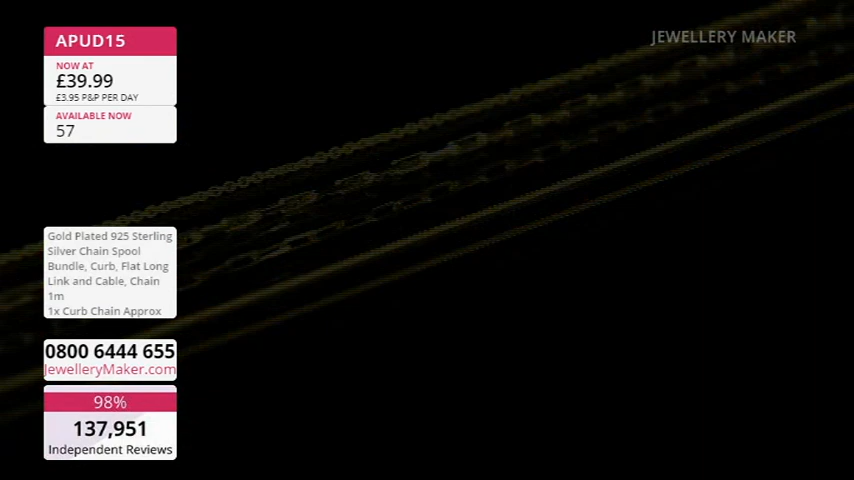 APUD15
NOW AT
£39.99
£3.95 P&P PER DAY
AVAILABLE NOW
57
JEWELLERY MAKER
Gold Plated 925 Sterling
Silver Chain Spool
Bundle, Curb, Flat Long
Link and Cable, Chain
1m
1x Curb Chain Approx
0800 6444 655
JewelleryMaker.com
98%
137,951
Independent Reviews